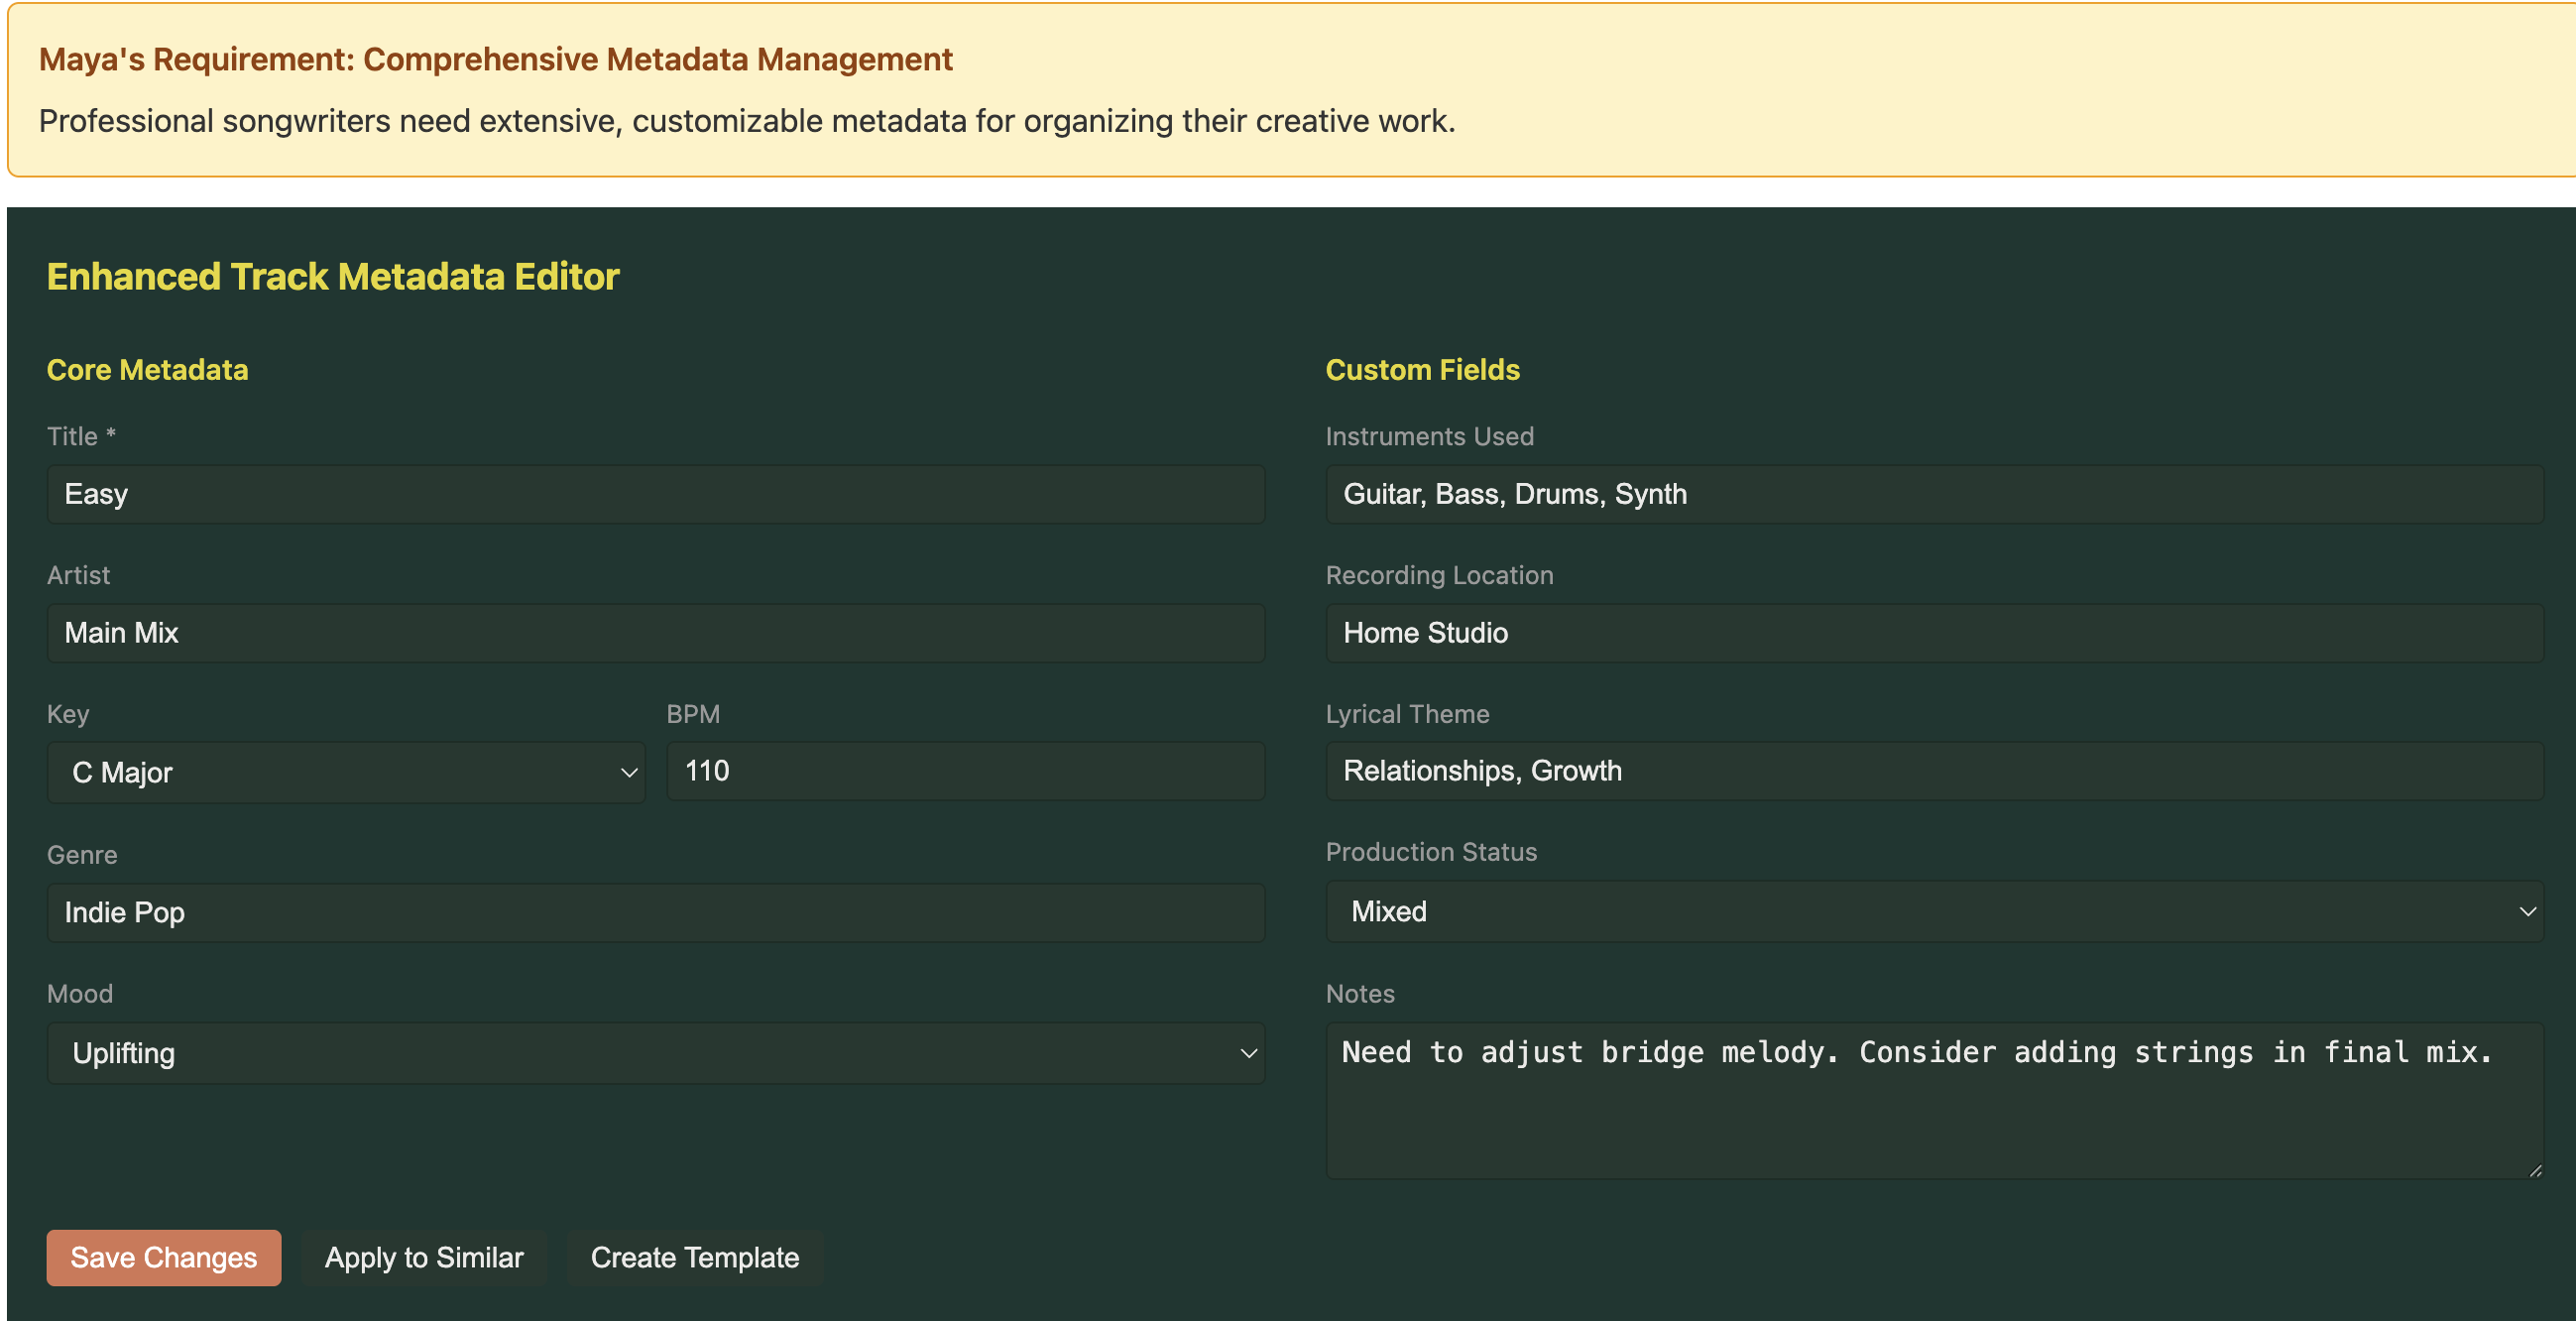 Maya's Requirement: Comprehensive Metadata Management
Professional songwriters need extensive, customizable metadata for organizing their creative work.
Enhanced Track Metadata Editor
Core Metadata
Title *
Easy
Artist
Main Mix
Key
BPM
C Major
110
Genre
Indie Pop
Mood
Uplifting
Custom Fields
Instruments Used
Guitar, Bass, Drums, Synth
Recording Location
Home Studio
Lyrical Theme
Relationships, Growth
Production Status
Mixed
Notes
Need to adjust bridge melody. Consider adding strings in final mix.
Save Changes
Apply to Similar
Create Template